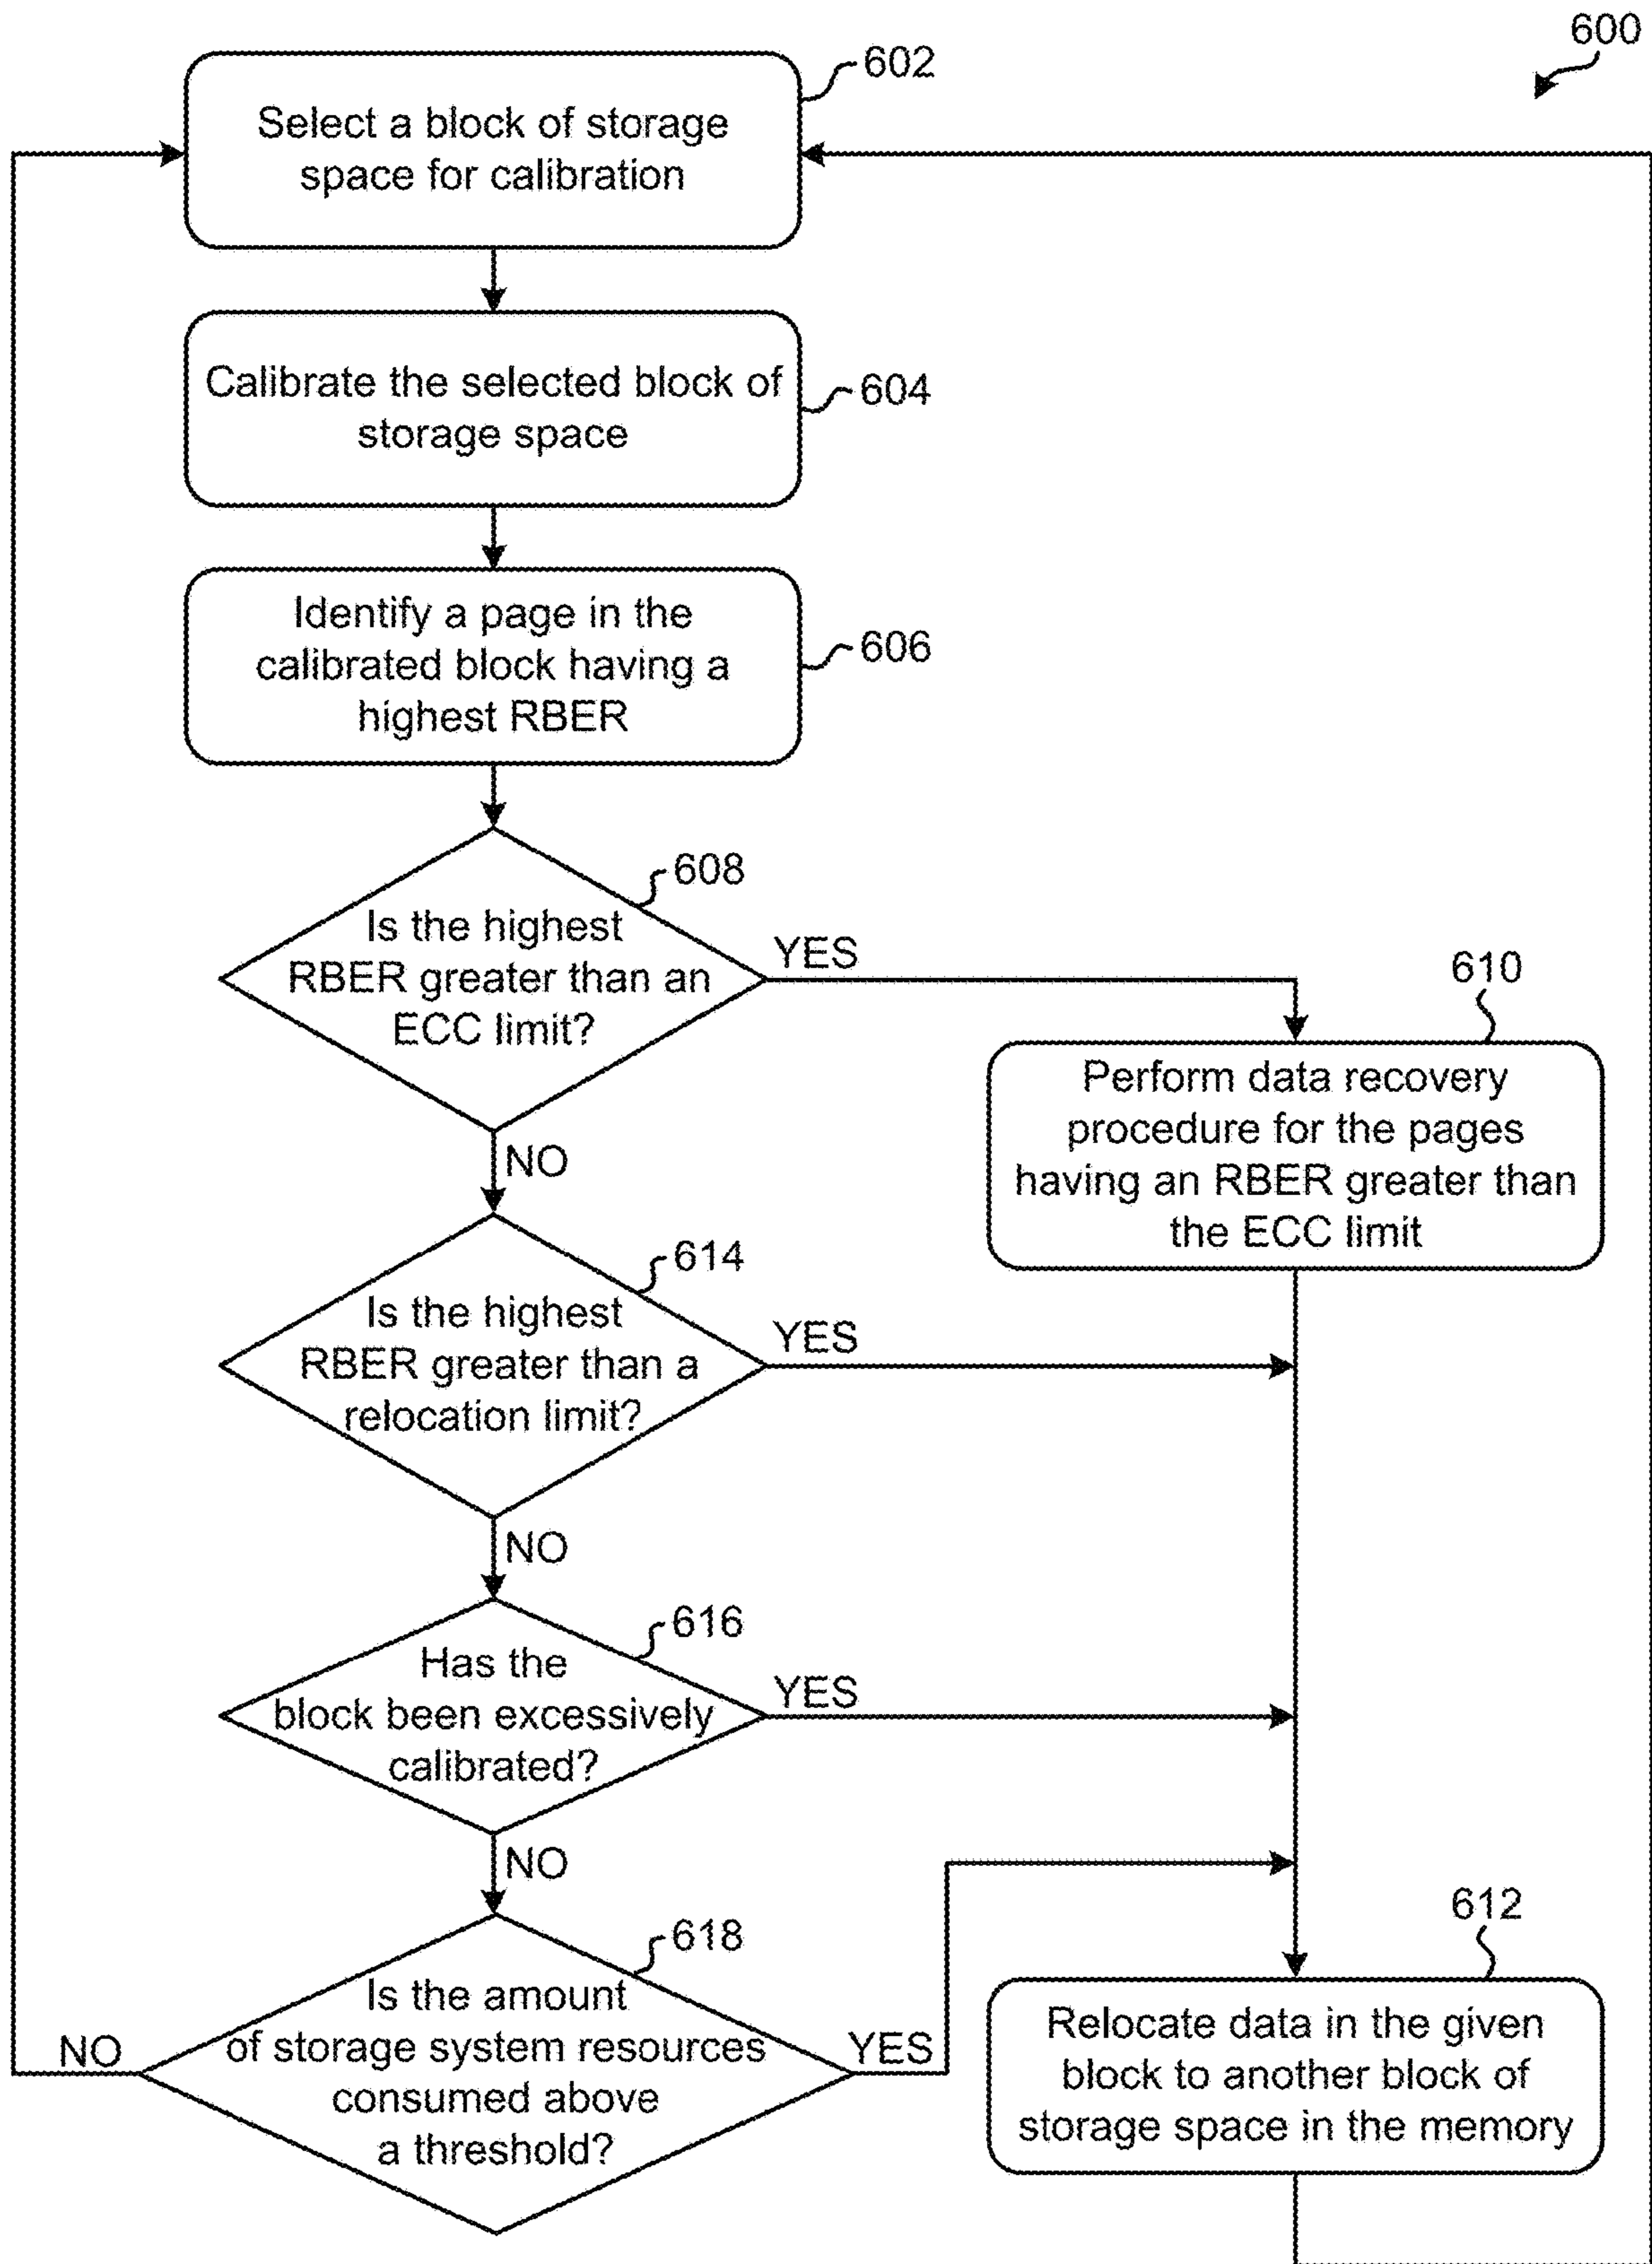 600
602
Select a block of storage
space for calibration
604
Calibrate the selected block of
storage space
606
Identify a page in the
calibrated block having a
highest RBER
608
Is the highest
RBER greater than an
ECC limit?
YES
NO
610
Perform data recovery
procedure for the pages
having an RBER greater than
the ECC limit
614
Is the highest
RBER greater than a
relocation limit?
YES
NO
616
Has the
block been excessively
calibrated?
YES
NO
618
Is the amount
of storage system resources
consumed above
a threshold?
NO
YES
612
Relocate data in the given
block to another block of
storage space in the memory